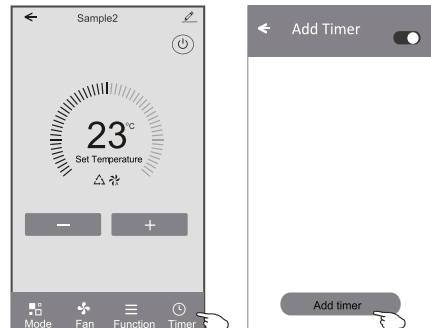 Sample2
23°C
Set Temperature
A
Mode Fan Function Timer
Add Timer
Add timer